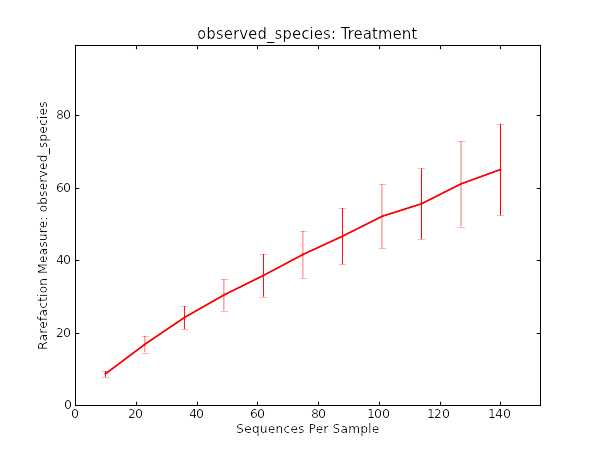 observed_species: Treatment
Rarefaction Measure: observed_species
80
60
40
20
0
0 20 40 60 80 100 120 140
Sequences Per Sample